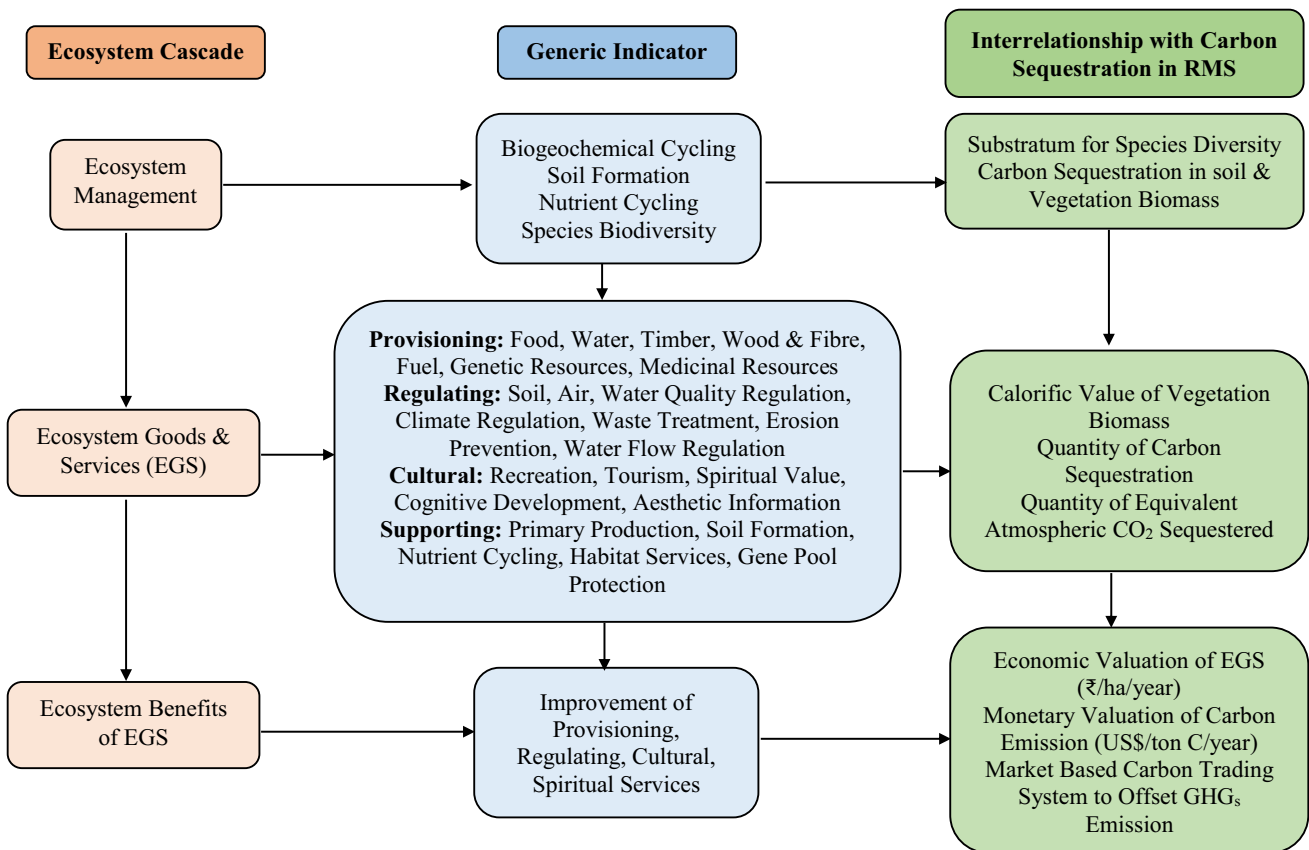 Ecosystem Cascade
Generic Indicator
Interrelationship with Carbon
Sequestration in RMS
Ecosystem
Management
Biogeochemical Cycling
Soil Formation
Nutrient Cycling
Species Biodiversity
Substratum for Species Diversity
Carbon Sequestration in soil &
Vegetation Biomass
Ecosystem Goods &
Services (EGS)
Provisioning: Food, Water, Timber, Wood & Fibre,
Fuel, Genetic Resources, Medicinal Resources
Regulating: Soil, Air, Water Quality Regulation,
Climate Regulation, Waste Treatment, Erosion
Prevention, Water Flow Regulation
Cultural: Recreation, Tourism, Spiritual Value,
Cognitive Development, Aesthetic Information
Supporting: Primary Production, Soil Formation,
Nutrient Cycling, Habitat Services, Gene Pool
Protection
Calorific Value of Vegetation
Biomass
Quantity of Carbon
Sequestration
Quantity of Equivalent
Atmospheric CO₂ Sequestered
Ecosystem Benefits
of EGS
Improvement of
Provisioning,
Regulating, Cultural,
Spiritual Services
Economic Valuation of EGS
(₹/ha/year)
Monetary Valuation of Carbon
Emission (US$/ton C/year)
Market Based Carbon Trading
System to Offset GHGₛ
Emission